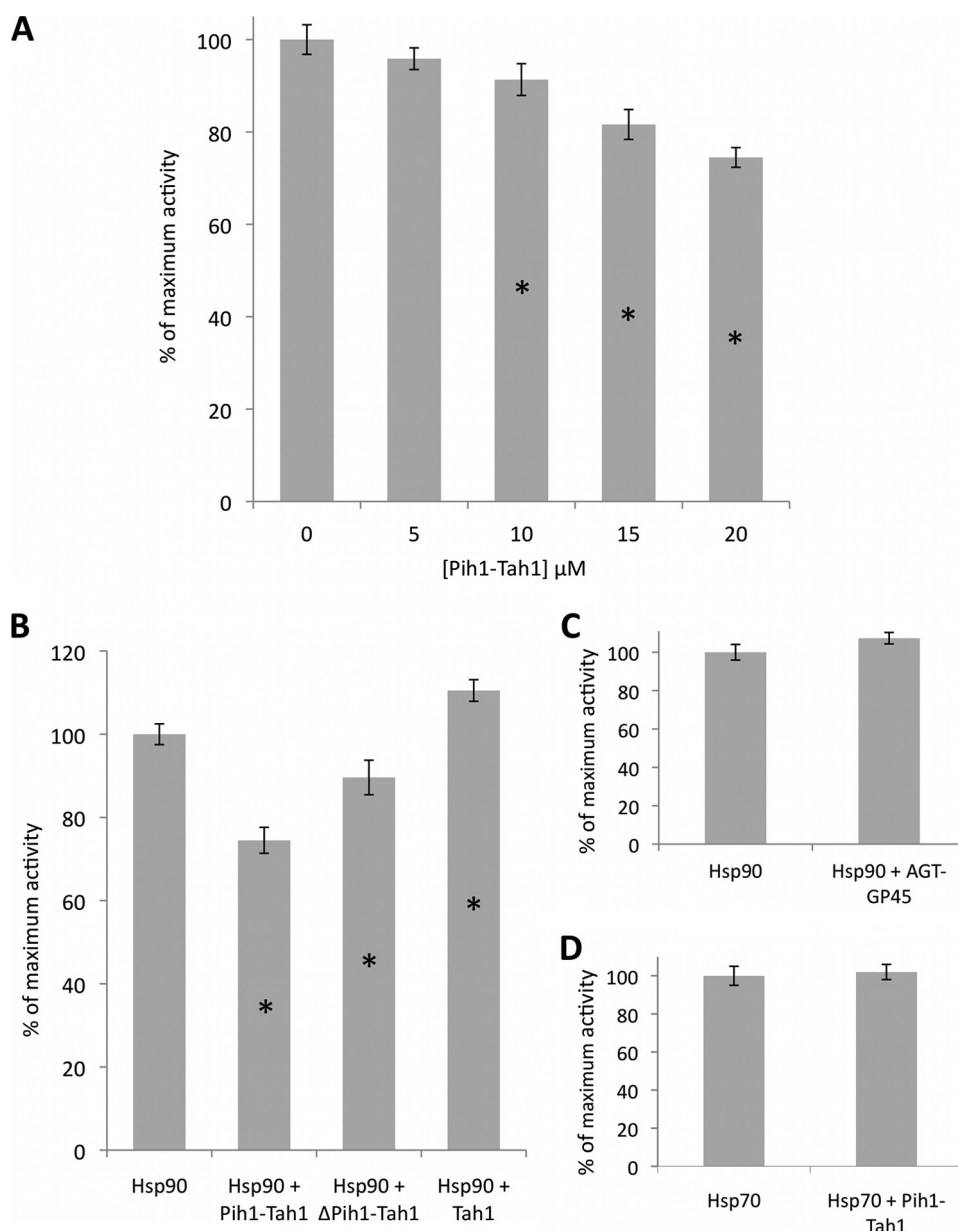 A
% of maximum activity
100
80
60
40
20
0
*
*
*
0 5 10 15 20
[Pih1-Tah1] µM
B
% of maximum activity
120
100
80
60
40
20
0
*
*
*
Hsp90 Hsp90 + Hsp90 + Hsp90 +
Pih1-Tah1 ΔPih1-Tah1 Tah1
C
% of maximum activity
100
80
60
40
20
0
Hsp90 Hsp90 + AGT-
GP45
D
% of maximum activity
100
80
60
40
20
0
Hsp70 Hsp70 + Pih1-
Tah1